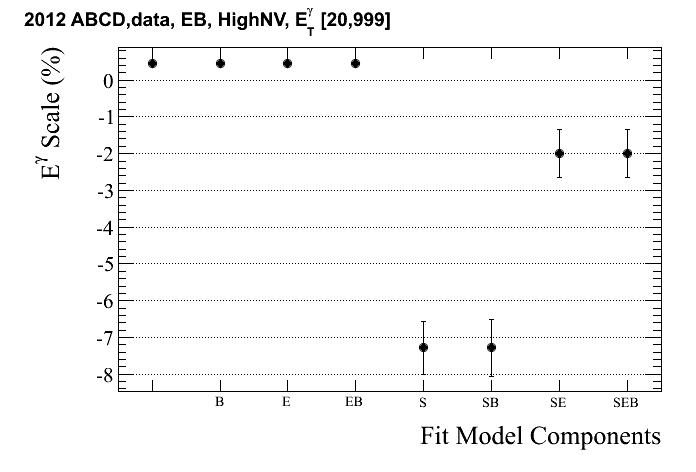 2012 ABCD,data, EB, HighNV, E_T^γ [20,999]
E^γ Scale (%)
0
-1
-2
-3
-4
-5
-6
-7
-8
B E EB S SB SE SEB
Fit Model Components